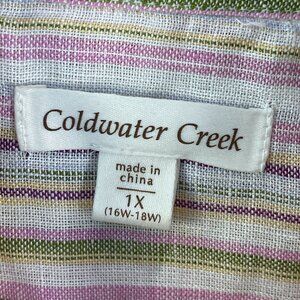 Coldwater Creek
made in
china
1X
(16W-18W)